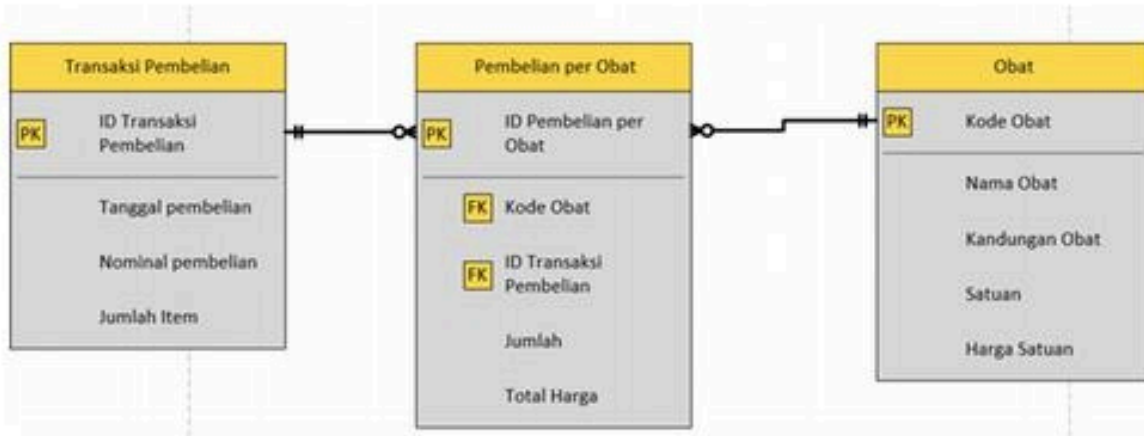 Transaksi Pembelian
PK
ID Transaksi
Pembelian
Tanggal pembelian
Nominal pembelian
Jumlah Item
Pembelian per Obat
PK
ID Pembelian per
Obat
FK
Kode Obat
FK
ID Transaksi
Pembelian
Jumlah
Total Harga
Obat
PK
Kode Obat
Nama Obat
Kandungan Obat
Satuan
Harga Satuan